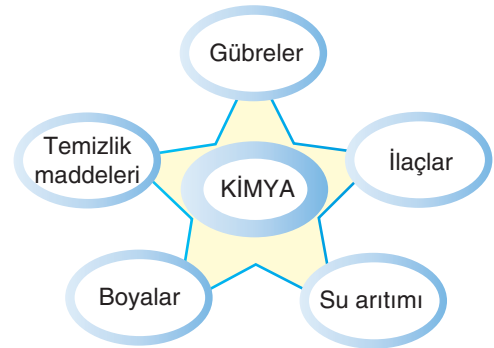 Gübreler
Temizlik
maddeleri
İlaçlar
KİMYA
Boyalar
Su arıtımı